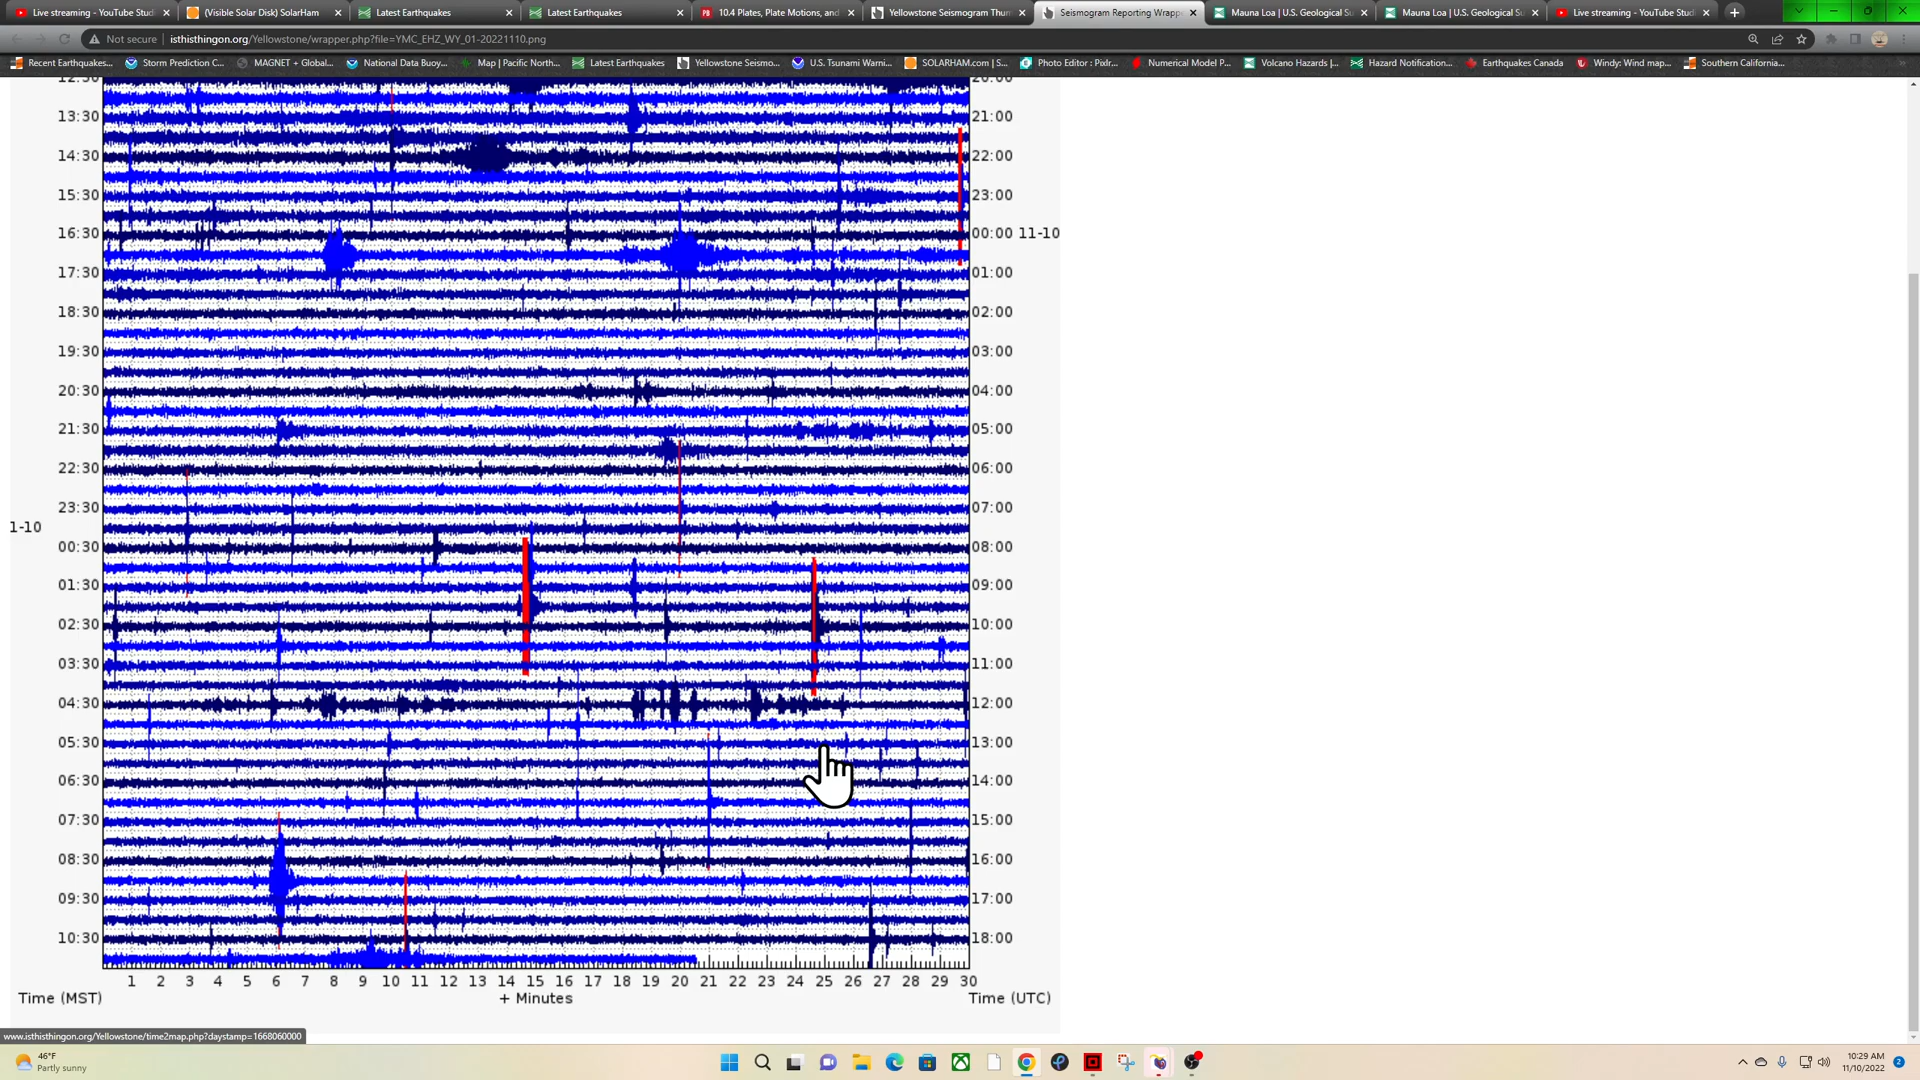 Live streaming - YouTube Studi
(Visible Solar Disk) SolarHam
Latest Earthquakes
Latest Earthquakes
10.4 Plates, Plate Motions, and
Yellowstone Seismogram Thum
Seismogram Reporting Wrappe
Mauna Loa | U.S. Geological Su
Mauna Loa | U.S. Geological Su
Live streaming - YouTube Studi
Not secure isthisthingon.org/Yellowstone/wrapper.php?file=YMC_EHZ_WY_01-20221110.png
Recent Earthquakes...
Storm Prediction C...
MAGNET + Global...
National Data Buoy...
Map | Pacific North...
Latest Earthquakes
Yellowstone Seismo...
U.S. Tsunami Warni...
SOLARHAM.com | S...
Photo Editor : Pixlr...
Numerical Model P...
Volcano Hazards |...
Hazard Notification...
Earthquakes Canada
Windy: Wind map...
Southern California...
12:30 20:00
13:30 21:00
14:30 22:00
15:30 23:00
16:30 00:00 11-10
17:30 01:00
18:30 02:00
19:30 03:00
20:30 04:00
21:30 05:00
22:30 06:00
23:30 07:00
1-10
00:30 08:00
01:30 09:00
02:30 10:00
03:30 11:00
04:30 12:00
05:30 13:00
06:30 14:00
07:30 15:00
08:30 16:00
09:30 17:00
10:30 18:00
1 2 3 4 5 6 7 8 9 10 11 12 13 14 15 16 17 18 19 20 21 22 23 24 25 26 27 28 29 30
Time (MST) + Minutes Time (UTC)
www.isthisthingon.org/Yellowstone/time2map.php?daystamp=1668060000
46°F
Partly sunny
10:29 AM
11/10/2022
2